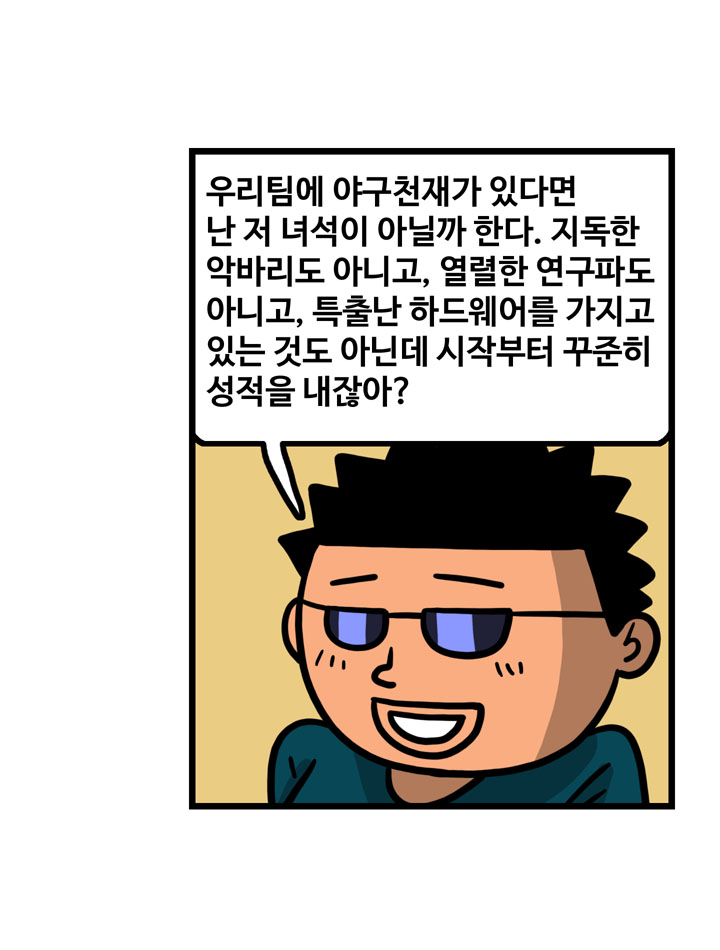 우리팀에 야구천재가 있다면
난 저 녀석이 아닐까 한다. 지독한
악바리도 아니고, 열렬한 연구파도
아니고, 특출난 하드웨어를 가지고
있는 것도 아닌데 시작부터 꾸준히
성적을 내잖아?